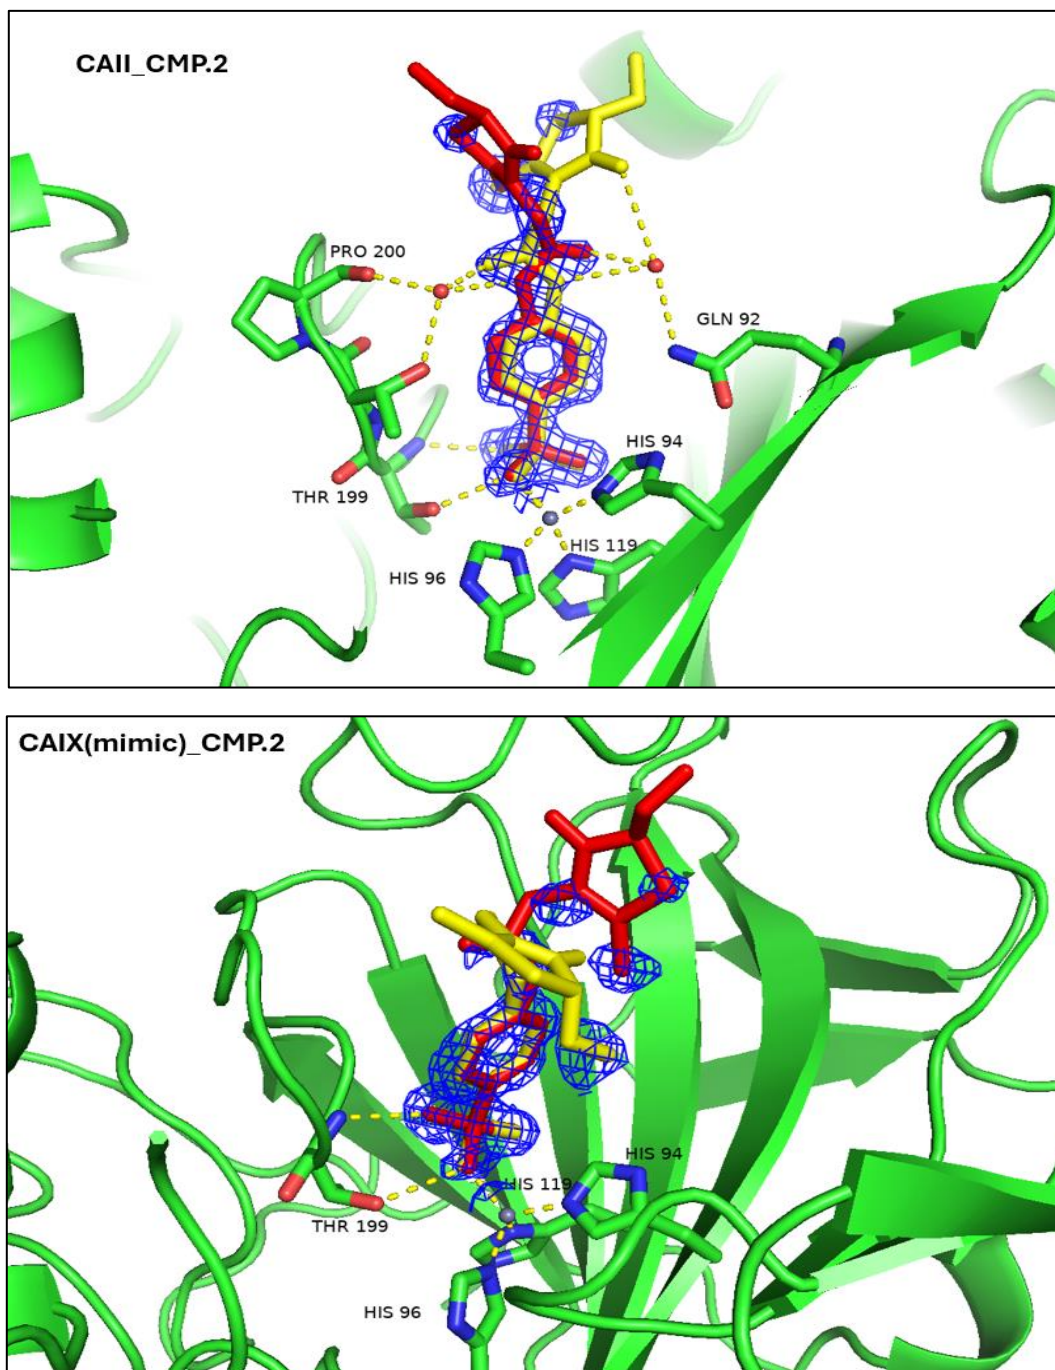 CAII_CMP.2
PRO 200
GLN 92
HIS 94
THR 199
HIS 119
HIS 96
CAIX(mimic)_CMP.2
HIS 94
HIS 119
THR 199
HIS 96